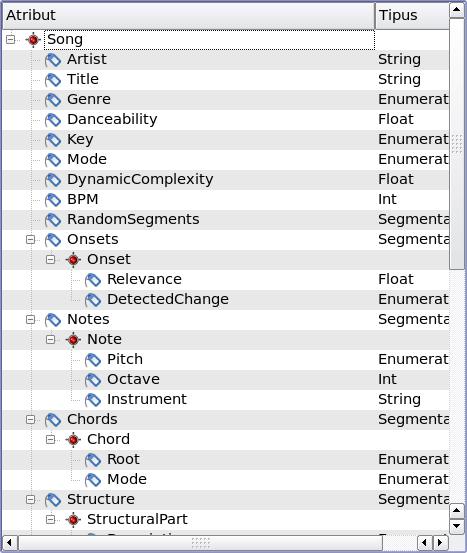 Atribut Tipus
Song
Artist String
Title String
Genre Enumerat
Danceability Float
Key Enumerat
Mode Enumerat
DynamicComplexity Float
BPM Int
RandomSegments Segmenta
Onsets Segmenta
Onset
Relevance Float
DetectedChange Enumerat
Notes Segmenta
Note
Pitch Enumerat
Octave Int
Instrument String
Chords Segmenta
Chord
Root Enumerat
Mode Enumerat
Structure Segmenta
StructuralPart